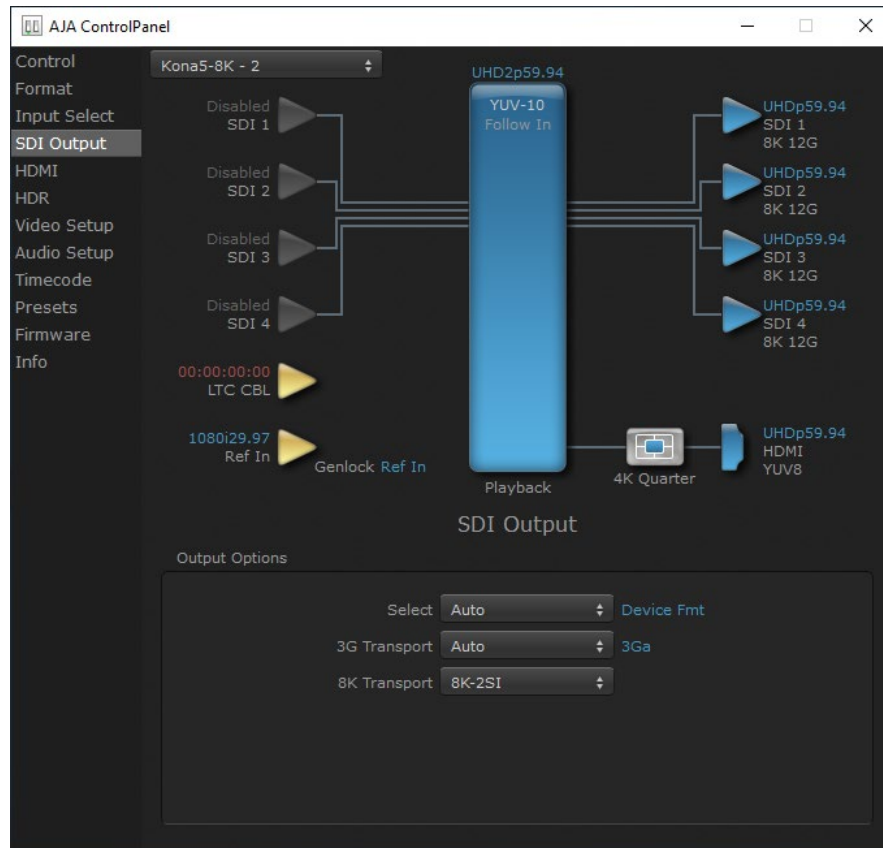 AJA ControlPanel
Control
Format
Input Select
SDI Output
HDMI
HDR
Video Setup
Audio Setup
Timecode
Presets
Firmware
Info
Kona5-8K - 2
UHD2p59.94
YUV-10
Follow In
Disabled
SDI 1
Disabled
SDI 2
Disabled
SDI 3
Disabled
SDI 4
00:00:00:00
LTC CBL
1080i29.97
Ref In
Genlock Ref In
Playback
UHDp59.94
SDI 1
8K 12G
UHDp59.94
SDI 2
8K 12G
UHDp59.94
SDI 3
8K 12G
UHDp59.94
SDI 4
8K 12G
4K Quarter
UHDp59.94
HDMI
YUV8
SDI Output
Output Options
Select Auto Device Fmt
3G Transport Auto 3Ga
8K Transport 8K-2SI